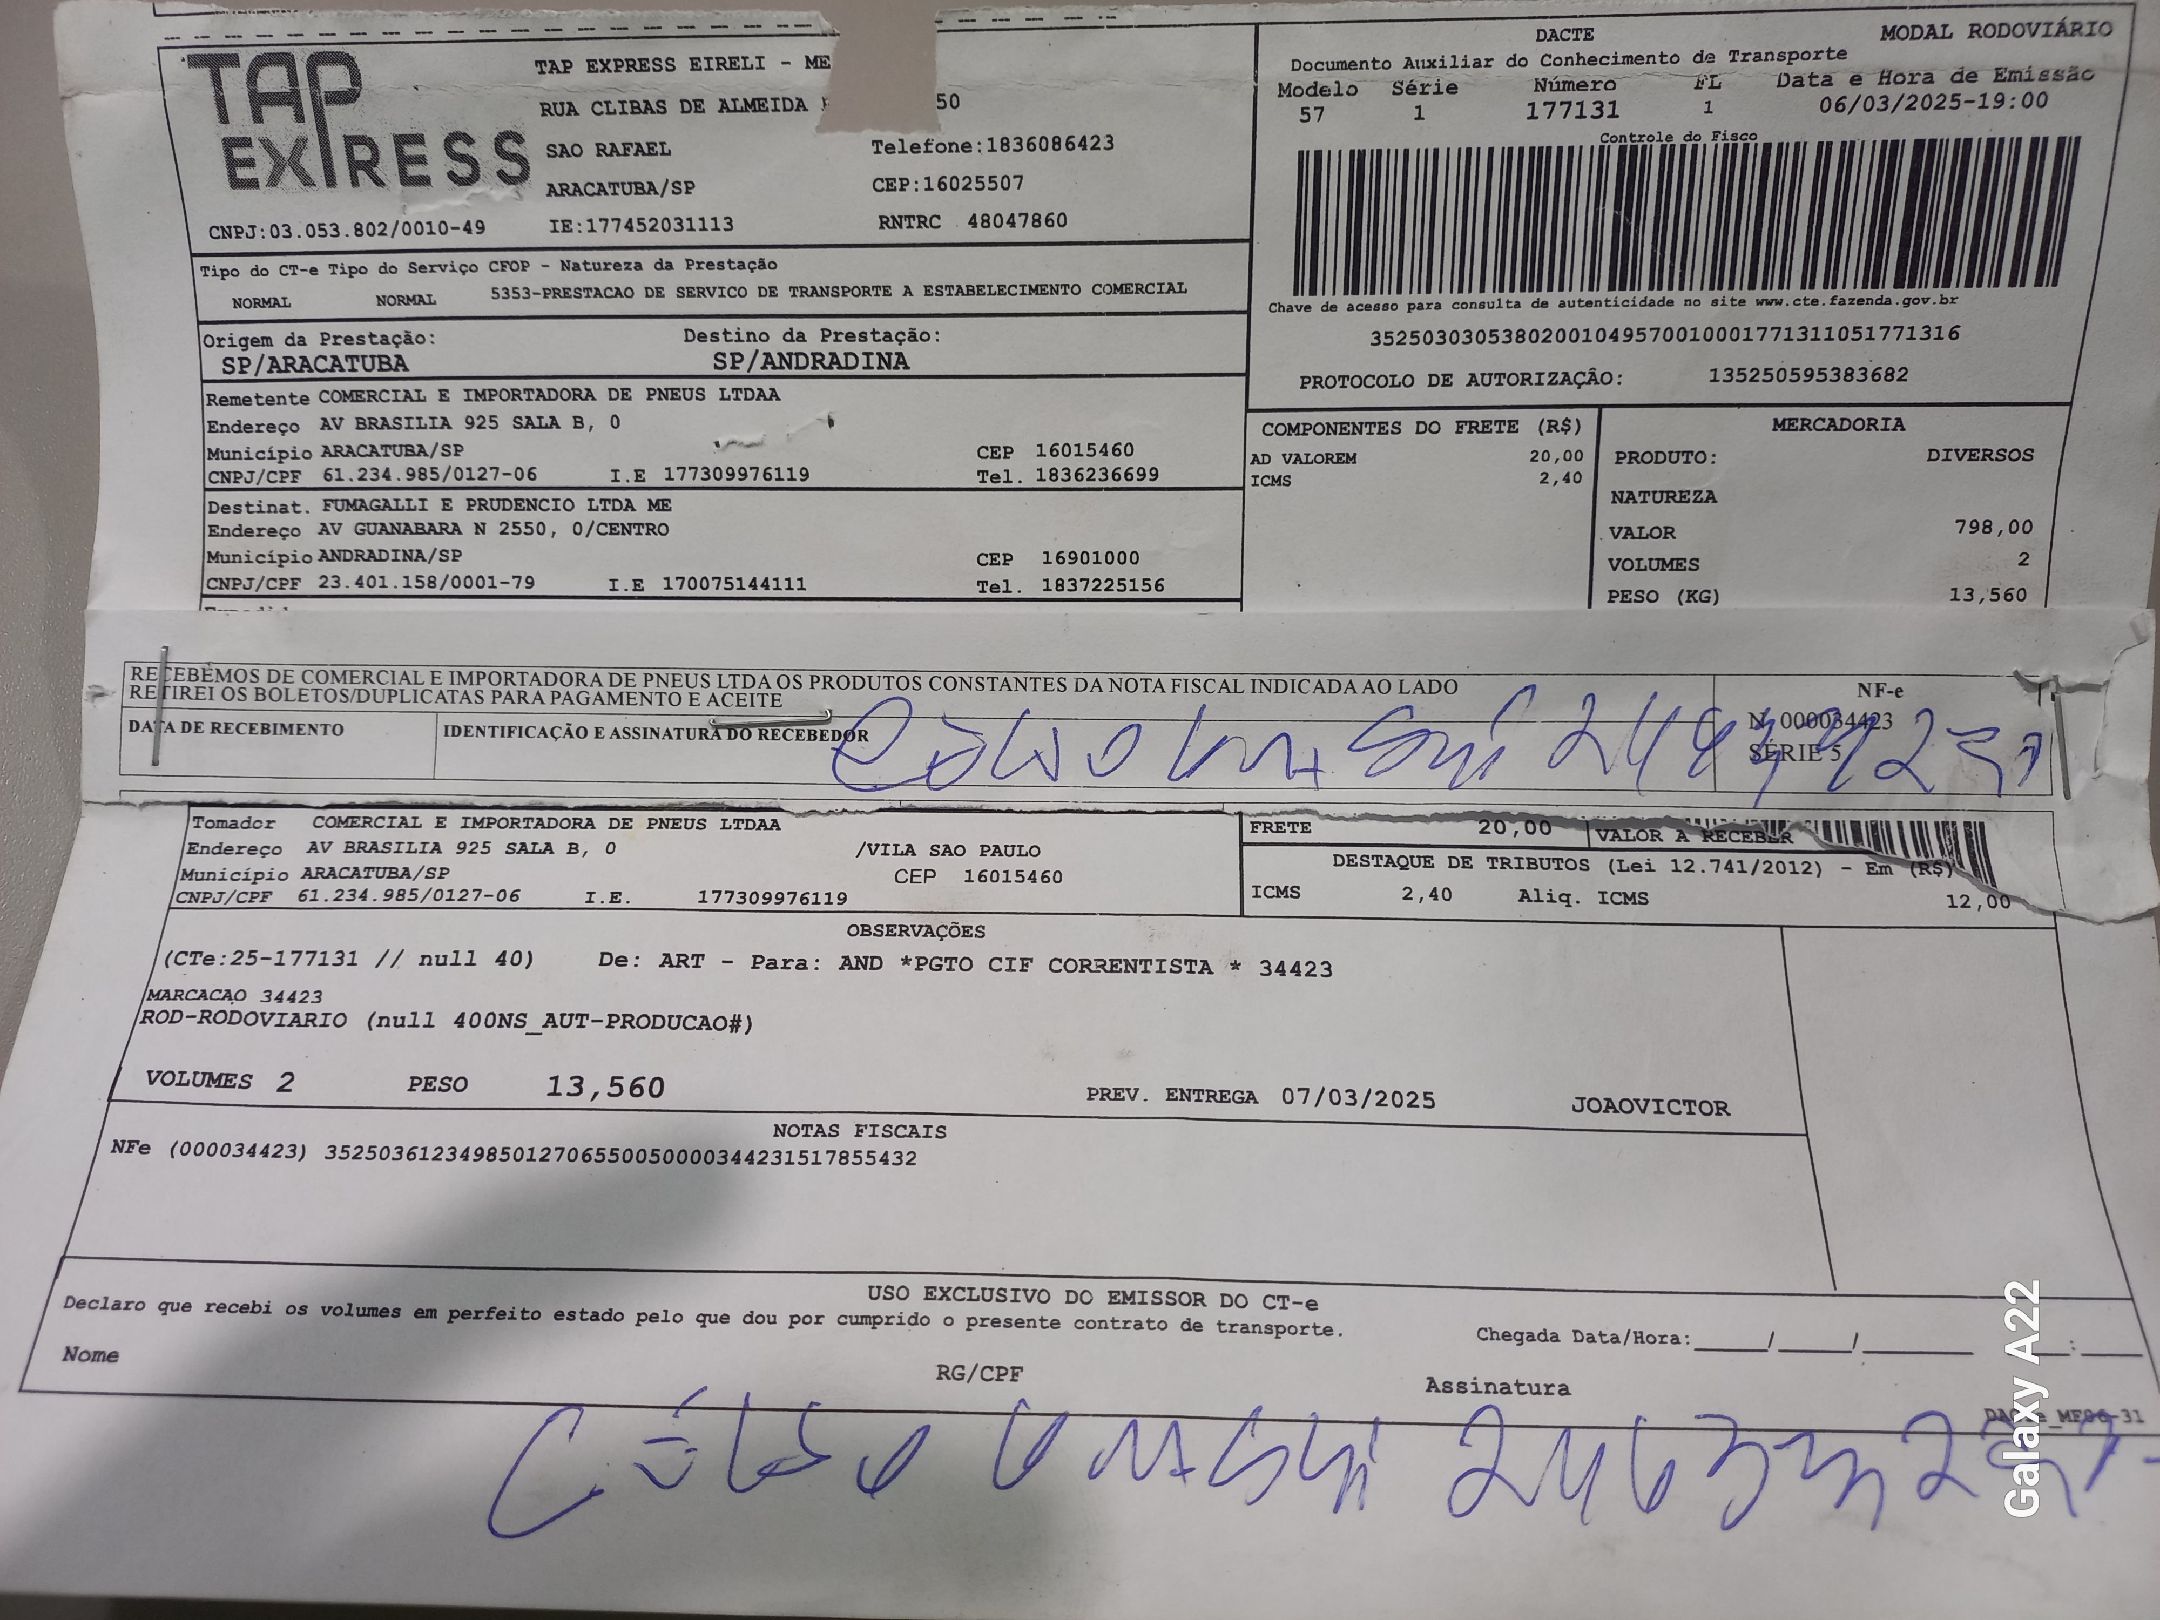 TAP EXPRESS
TAP EXPRESS EIRELI - ME
RUA CLIBAS DE ALMEIDA 50
SAO RAFAEL Telefone:1836086423
ARACATUBA/SP CEP:16025507
CNPJ:03.053.802/0010-49 IE:177452031113 RNTRC 48047860
DACTE MODAL RODOVIÁRIO
Documento Auxiliar do Conhecimento de Transporte
Modelo Série Número FL Data e Hora de Emissão
57 1 177131 1 06/03/2025-19:00
Controle do Fisco
Chave de acesso para consulta de autenticidade no site www.cte.fazenda.gov.br
35250303053802001049570010001771311051771316
PROTOCOLO DE AUTORIZAÇÃO: 135250595383682
Tipo do CT-e Tipo do Serviço CFOP - Natureza da Prestação
NORMAL NORMAL 5353-PRESTACAO DE SERVICO DE TRANSPORTE A ESTABELECIMENTO COMERCIAL
Origem da Prestação: Destino da Prestação:
SP/ARACATUBA SP/ANDRADINA
Remetente COMERCIAL E IMPORTADORA DE PNEUS LTDAA
Endereço AV BRASILIA 925 SALA B, 0
Município ARACATUBA/SP CEP 16015460
CNPJ/CPF 61.234.985/0127-06 I.E 177309976119 Tel. 1836236699
Destinat. FUMAGALLI E PRUDENCIO LTDA ME
Endereço AV GUANABARA N 2550, 0/CENTRO
Município ANDRADINA/SP CEP 16901000
CNPJ/CPF 23.401.158/0001-79 I.E 170075144111 Tel. 1837225156
COMPONENTES DO FRETE (R$)
AD VALOREM 20,00
ICMS 2,40
MERCADORIA
PRODUTO: DIVERSOS
NATUREZA
VALOR 798,00
VOLUMES 2
PESO (KG) 13,560
RECEBEMOS DE COMERCIAL E IMPORTADORA DE PNEUS LTDA OS PRODUTOS CONSTANTES DA NOTA FISCAL INDICADA AO LADO
RETIREI OS BOLETOS/DUPLICATAS PARA PAGAMENTO E ACEITE
DATA DE RECEBIMENTO IDENTIFICAÇÃO E ASSINATURA DO RECEBEDOR
NF-e
N. 000034423
SÉRIE 5
Tomador COMERCIAL E IMPORTADORA DE PNEUS LTDAA
Endereço AV BRASILIA 925 SALA B, 0 /VILA SAO PAULO
Município ARACATUBA/SP CEP 16015460
CNPJ/CPF 61.234.985/0127-06 I.E. 177309976119
FRETE 20,00 VALOR A RECEBER
DESTAQUE DE TRIBUTOS (Lei 12.741/2012) - Em (R$)
ICMS 2,40 Aliq. ICMS 12,00
OBSERVAÇÕES
(CTe:25-177131 // null 40) De: ART - Para: AND *PGTO CIF CORRENTISTA * 34423
MARCACAO 34423
ROD-RODOVIARIO (null 400NS_AUT-PRODUCAO#)
VOLUMES 2 PESO 13,560 PREV. ENTREGA 07/03/2025 JOAOVICTOR
NOTAS FISCAIS
NFe (000034423) 35250361234985012706550050000344231517855432
USO EXCLUSIVO DO EMISSOR DO CT-e
Declaro que recebi os volumes em perfeito estado pelo que dou por cumprido o presente contrato de transporte.
Chegada Data/Hora:____/____/______ __:____
Nome RG/CPF Assinatura
Galaxy A22